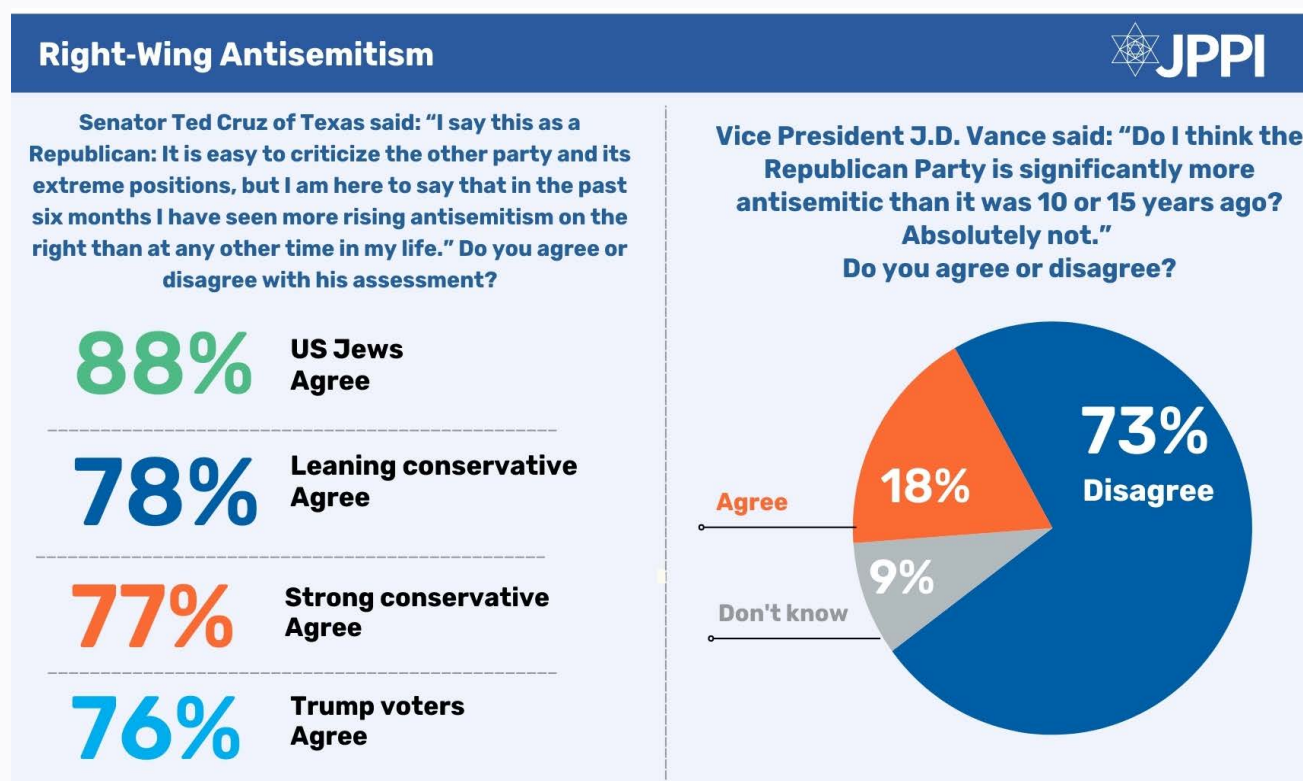 Right-Wing Antisemitism
JPPI
Senator Ted Cruz of Texas said: “I say this as a
Republican: It is easy to criticize the other party and its
extreme positions, but I am here to say that in the past
six months I have seen more rising antisemitism on the
right than at any other time in my life.” Do you agree or
disagree with his assessment?
88%
US Jews
Agree
78%
Leaning conservative
Agree
77%
Strong conservative
Agree
76%
Trump voters
Agree
Vice President J.D. Vance said: “Do I think the
Republican Party is significantly more
antisemitic than it was 10 or 15 years ago?
Absolutely not.”
Do you agree or disagree?
73%
Disagree
18%
Agree
9%
Don't know